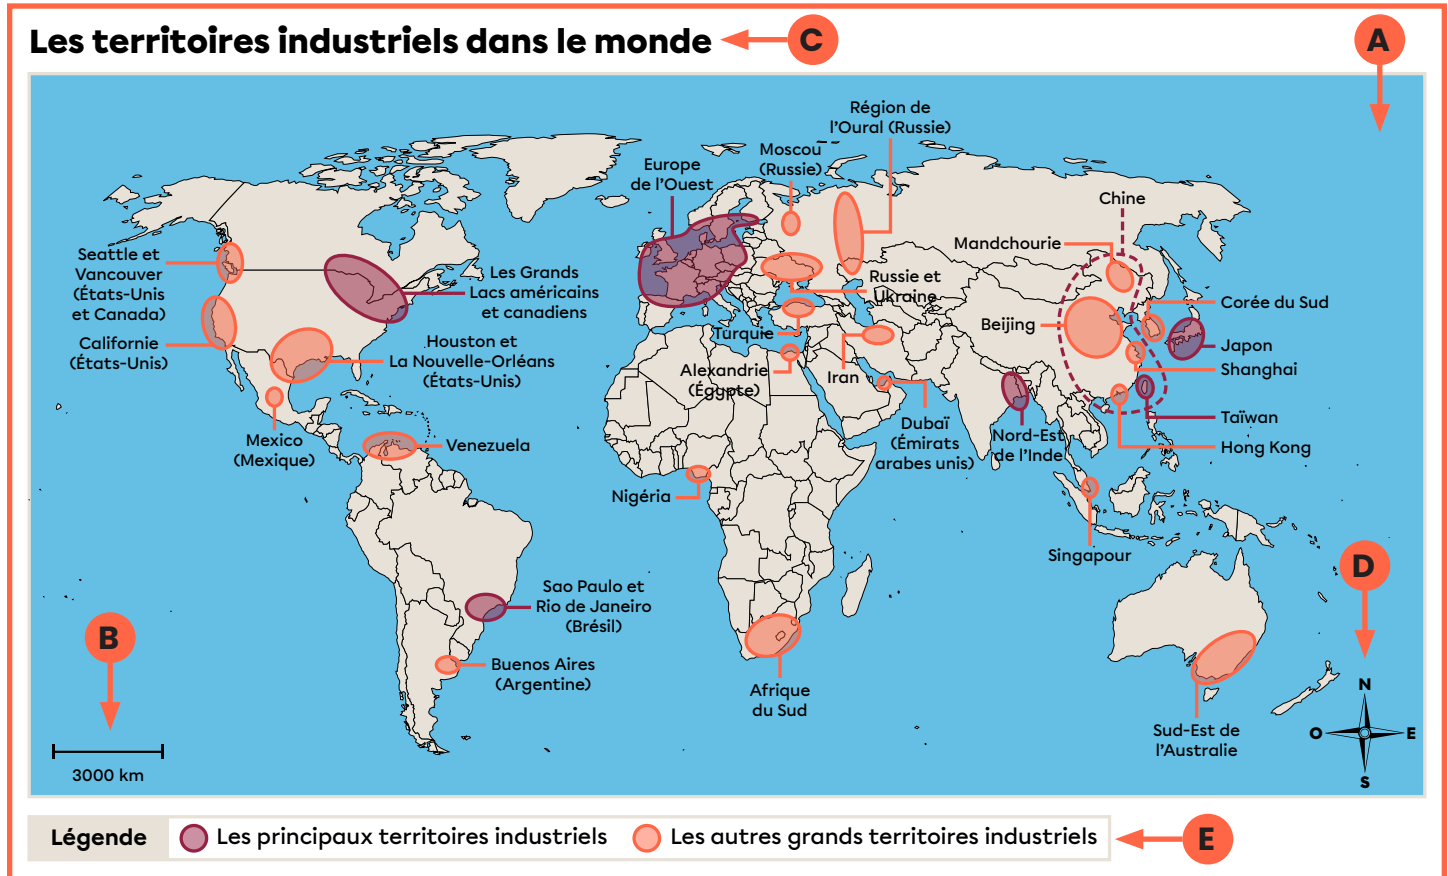 Les territoires industriels dans le monde
C
A
Région de
l'Oural (Russie)
Moscou
(Russie)
Europe
de l'Ouest
Chine
Mandchourie
Seattle et
Vancouver
(États-Unis
et Canada)
Les Grands
Lacs américains
et canadiens
Russie et
Ukraine
Corée du Sud
Beijing
Californie
(États-Unis)
Houston et
La Nouvelle-Orléans
(États-Unis)
Turquie
Japon
Alexandrie
(Égypte)
Iran
Shanghai
Mexico
(Mexique)
Venezuela
Dubaï
(Émirats
arabes unis)
Nord-Est
de l'Inde
Taïwan
Hong Kong
Nigéria
Singapour
D
Sao Paulo et
Rio de Janeiro
(Brésil)
B
Buenos Aires
(Argentine)
Afrique
du Sud
Sud-Est de
l'Australie
N
O
E
S
3000 km
Légende
Les principaux territoires industriels
Les autres grands territoires industriels
E